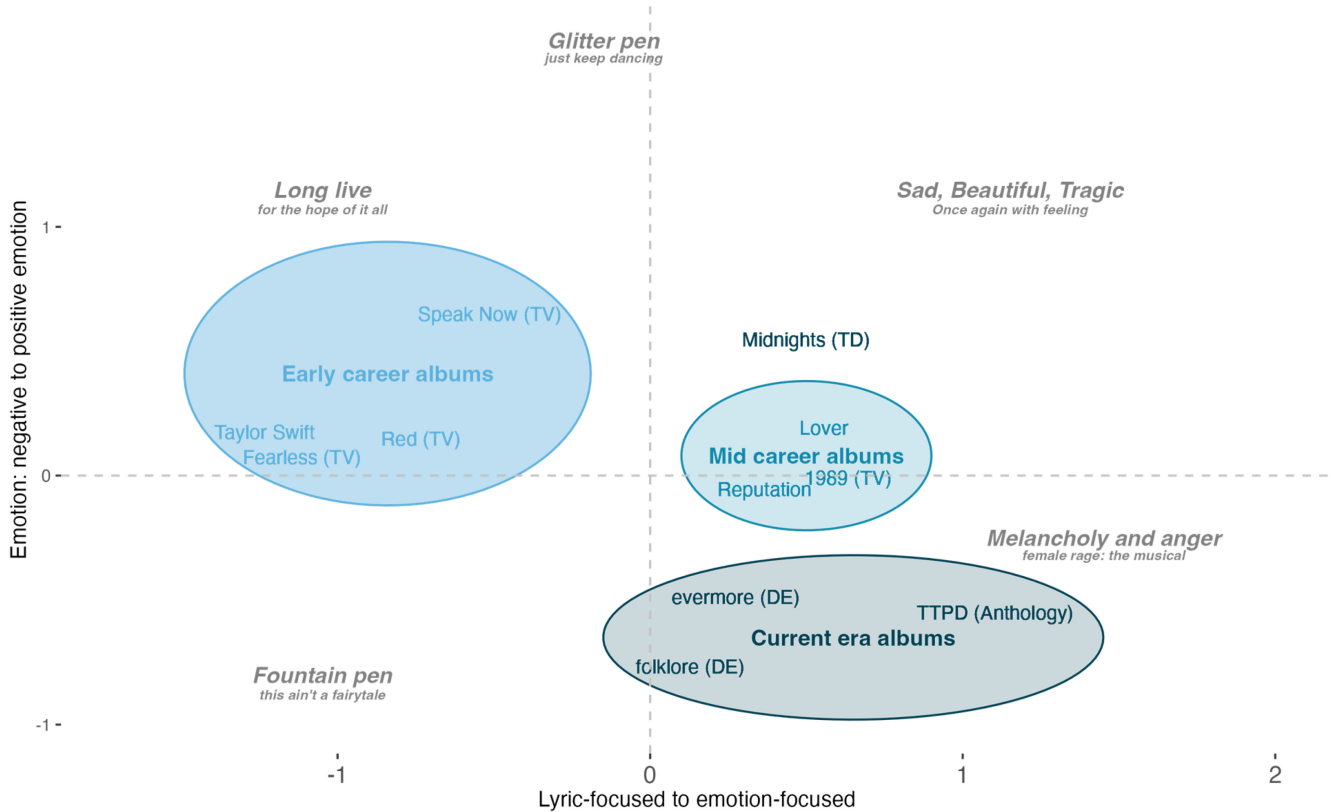 Glitter pen
just keep dancing
Long live
for the hope of it all
Sad, Beautiful, Tragic
Once again with feeling
1
Speak Now (TV)
Midnights (TD)
Early career albums
Lover
Taylor Swift
Red (TV)
Mid career albums
Fearless (TV)
1989 (TV)
0
Reputation
Melancholy and anger
female rage: the musical
evermore (DE)
TTPD (Anthology)
Current era albums
folklore (DE)
Fountain pen
this ain't a fairytale
-1
-1
0
1
2
Lyric-focused to emotion-focused
Emotion: negative to positive emotion